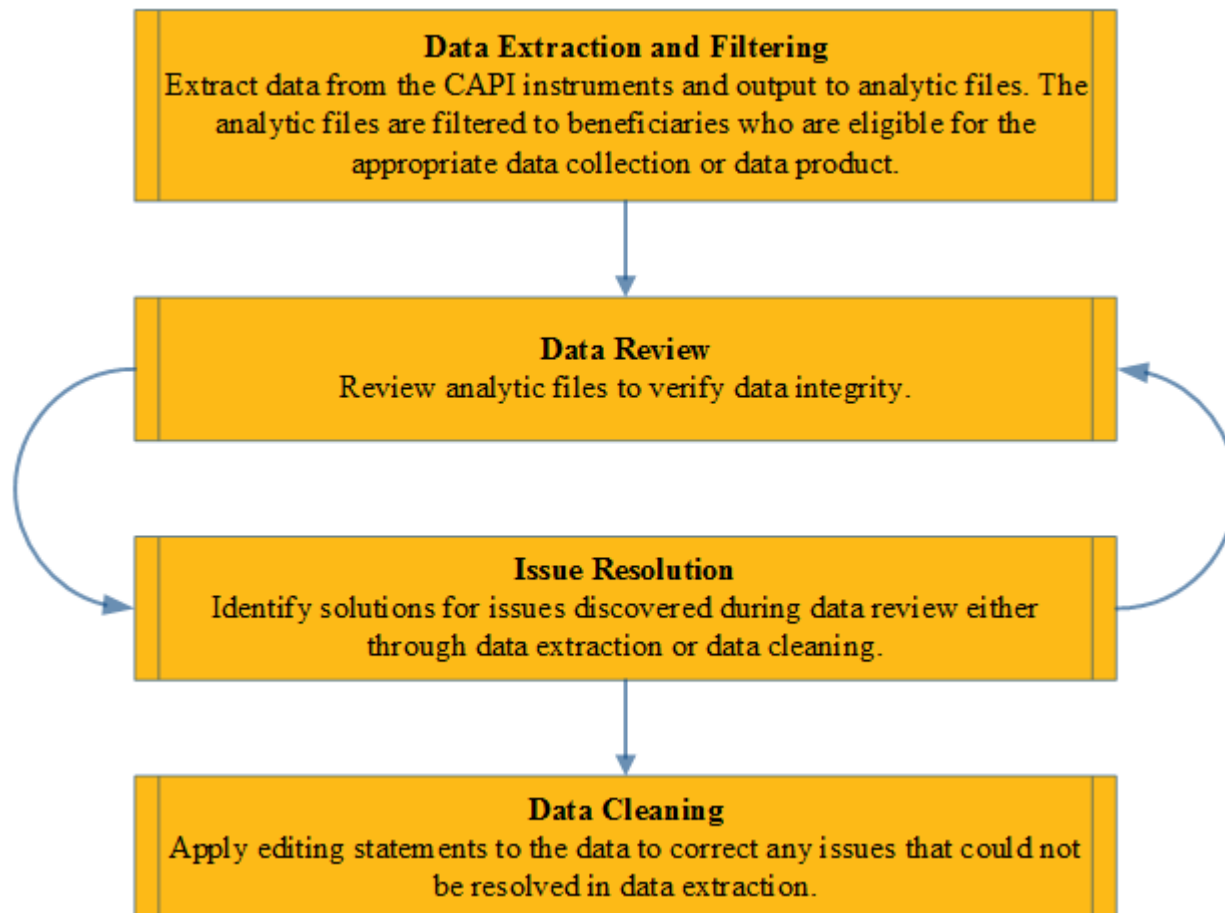 Data Extraction and Filtering
Extract data from the CAPI instruments and output to analytic files. The
analytic files are filtered to beneficiaries who are eligible for the
appropriate data collection or data product.
Data Review
Review analytic files to verify data integrity.
Issue Resolution
Identify solutions for issues discovered during data review either
through data extraction or data cleaning.
Data Cleaning
Apply editing statements to the data to correct any issues that could not
be resolved in data extraction.